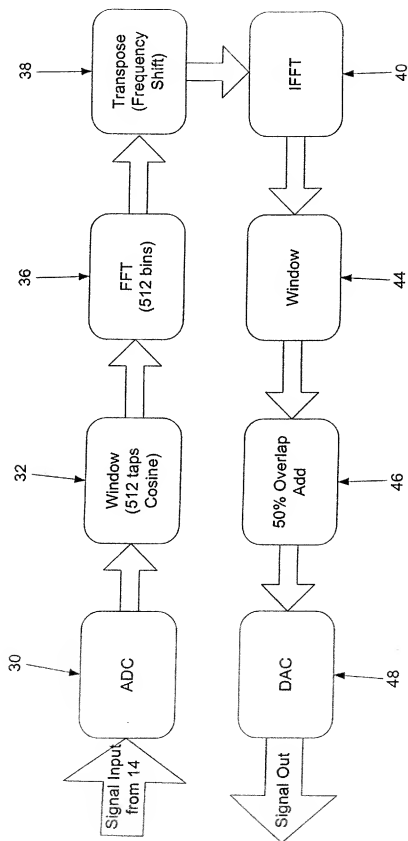 Signal Input
from 14
ADC
30
Window
(512 taps
Cosine)
32
FFT
(512 bins)
36
Transpose
(Frequency
Shift)
38
IFFT
40
Window
44
50% Overlap
Add
46
DAC
48
Signal Out